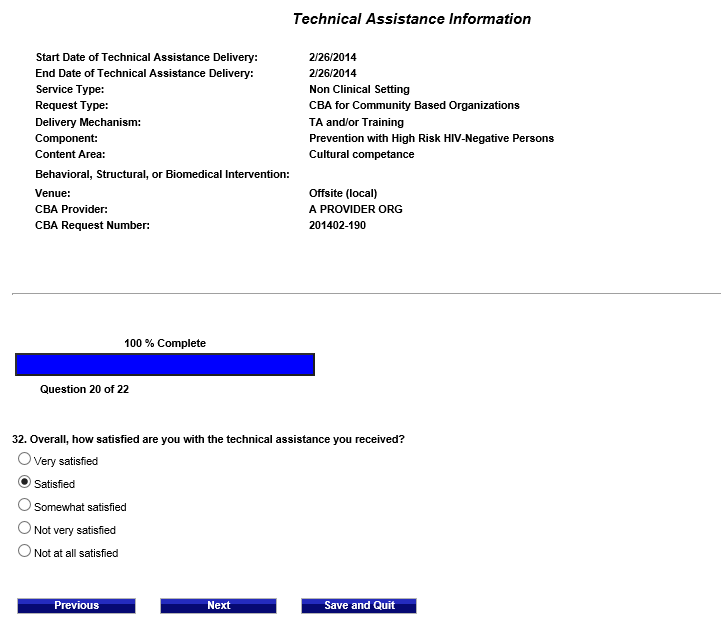 Technical Assistance Information
Start Date of Technical Assistance Delivery: 2/26/2014
End Date of Technical Assistance Delivery: 2/26/2014
Service Type: Non Clinical Setting
Request Type: CBA for Community Based Organizations
Delivery Mechanism: TA and/or Training
Component: Prevention with High Risk HIV-Negative Persons
Content Area: Cultural competance
Behavioral, Structural, or Biomedical Intervention:
Venue: Offsite (local)
CBA Provider: A PROVIDER ORG
CBA Request Number: 201402-190
100 % Complete
Question 20 of 22
32. Overall, how satisfied are you with the technical assistance you received?
Very satisfied
Satisfied
Somewhat satisfied
Not very satisfied
Not at all satisfied
Previous Next Save and Quit